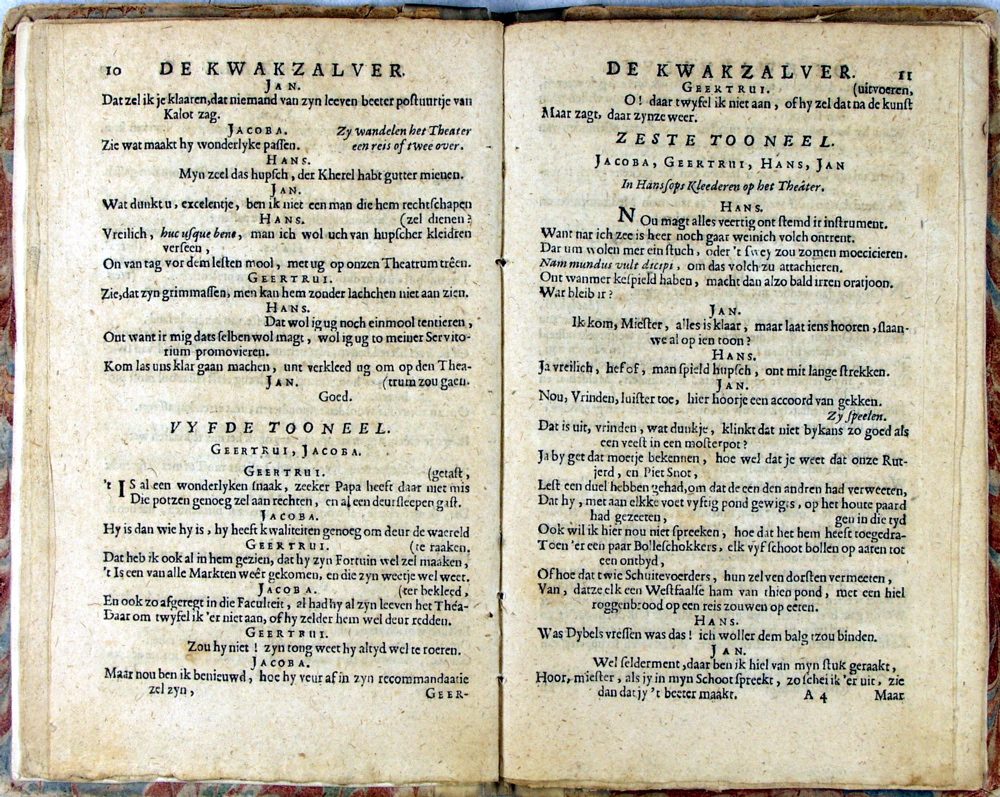 10 DE KWAKZALVER.
JAN.
Dat zel ik je klaaren, dat niemand van zyn leeven beeter postuurtje van
Kalot zag.
JACOBA. Zy wandelen het Theater
Zie wat maakt hy wonderlyke passen. een reis of twee over.
HANS.
Myn zeel das hupsch, der Kherel habt gutter mienen.
JAN.
Wat dunkt u, excelentje, ben ik niet een man die hem rechtschapen
HANS. (zel dienen?
Vreilich, huc usque bene, man ich wol uch van hupscher kleidren
verseen,
On van tag vor dem lesten mool, met ug op onzen Theatrum trêen.
GEERTRUI.
Zie, dat zyn grimmassen, men kan hem zonder lachchen niet aan zien.
HANS.
Dat wol ig ug noch einmool tentieren,
Ont want ir mig dats selben wol magt, wol ig ug to meiner Servito-
rium promovieren.
Kom las uns klar gaan machen, unt verkleed ug om op den Thea-
JAN. (trum zou gaen.
Goed.
VYFDE TOONEEL.
GEERTRUI, JACOBA.
GEERTRUI. (getast,
't IS al een wonderlyken snaak, zeeker Papa heeft daar niet mis
Die potzen genoeg zel aan rechten, en al een deursleepen gast.
JACOBA.
Hy is dan wie hy is, hy heeft kwaliteiten genoeg om deur de waereld
GEERTRUI. (te raaken.
Dat heb ik ook al in hem gezien, dat hy zyn Fortuin wel zel maaken,
't Is een van alle Markten weêr gekomen, en die zyn weetje wel weet.
JACOBA. (ter bekleed,
En ook zo afgeregt in die Faculteit, al had hy al zyn leeven het Théa-
Daar om twyfel ik 'er niet aan, of hy zelder hem wel deur redden.
GEERTRUI.
Zou hy niet! zyn tong weet hy altyd wel te roeren.
JACOBA.
Maar nou ben ik benieuwd, hoe hy veur af in zyn recommandaatie
zel zyn,
GEER-
DE KWAKZALVER. 11
GEERTRUI. (uitvoeren,
O! daar twyfel ik niet aan, of hy zel dat na de kunst
Maar zagt, daar zynze weer.
ZESTE TOONEEL.
JACOBA, GEERTRUI, HANS, JAN
In Hanssops Kleederen op het Theáter.
HANS.
NOu magt alles veertig ont stemd ir instrument.
Want nar ich zee is heer noch gaar weinich volch ontrent.
Dar um wolen mer ein stuch, oder 't swey zou zomen moecicieren.
Nam mundus vult dicips, om das volch zu attachieren.
Ont wanmer kespield haben, macht dan alzo bald irren oratjoon.
Wat bleib ir?
JAN.
Ik kom, Miester, alles is klaar, maar laat iens hooren, slaan-
we al op ien toon?
HANS.
Ja vreilich, hef of, man spield hupsch, ont mit lange strekken.
JAN.
Nou, Vrinden, luister toe, hier hoorje een accoord van gekken.
Zy speelen.
Dat is uit, vrinden, wat dunkje, klinkt dat niet bykans zo goed als
een veest in een mosterpot?
Ja by get dat moetje bekennen, hoe wel dat je weet dat onze Rut-
jerd, en Piet Snot,
Lest een duel hebben gehad, om dat de een den andren had verweeten,
Dat hy, met aan elkke voet vyftig pond gewigts, op het houte paard
had gezeeten, gen in die tyd
Ook wil ik hier nou niet spreeken, hoe dat het hem heeft toegedra-
Toen 'er een paar Bolleschokkers, elk vyf schoot bollen op aaten tot
een ontbyd,
Of hoe dat twie Schuitevoerders, hun zelven dorsten vermeeten,
Van, datze elk een Westfaalse ham van thien pond, met een hiel
roggenbrood op een reis zouwen op eeten.
HANS.
Was Dybels vressen was das! ich woller dem balg tzou binden.
JAN.
Wel selderment, daar ben ik hiel van myn stuk geraakt,
Hoor, miester, als jy in myn Schoot spreekt, zo schei ik 'er uit, zie
dan dat jy 't beeter maakt. A 4 Maar